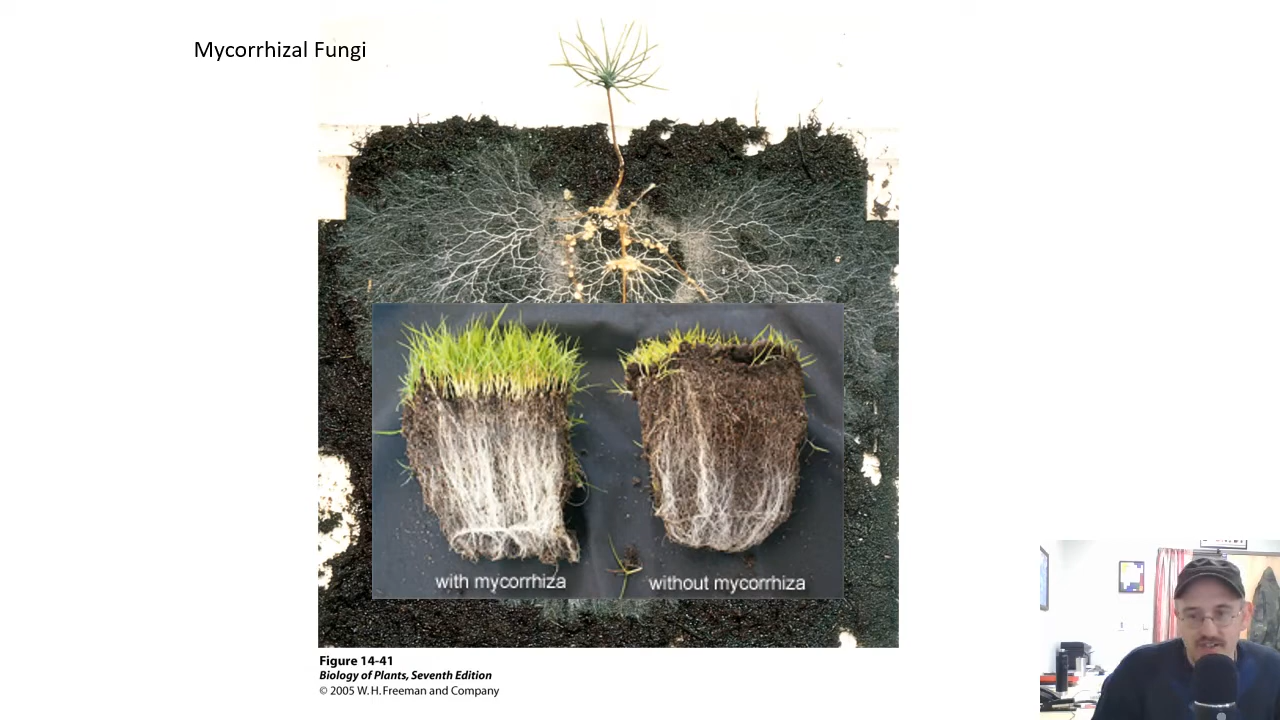 Mycorrhizal Fungi
with mycorrhiza
without mycorrhiza
Figure 14-41
Biology of Plants, Seventh Edition
© 2005 W. H. Freeman and Company